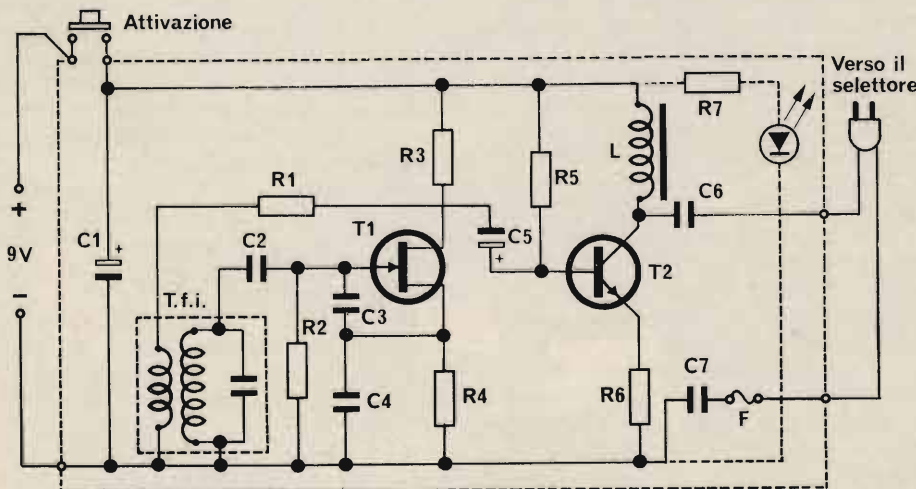 Attivazione
Verso il
selettore
R7
L
R3
R5
R1
C6
+
9V
−
C1
+
C2
T1
C5
+
T2
T.f.i.
R2
C3
C4
R4
R6
C7
F